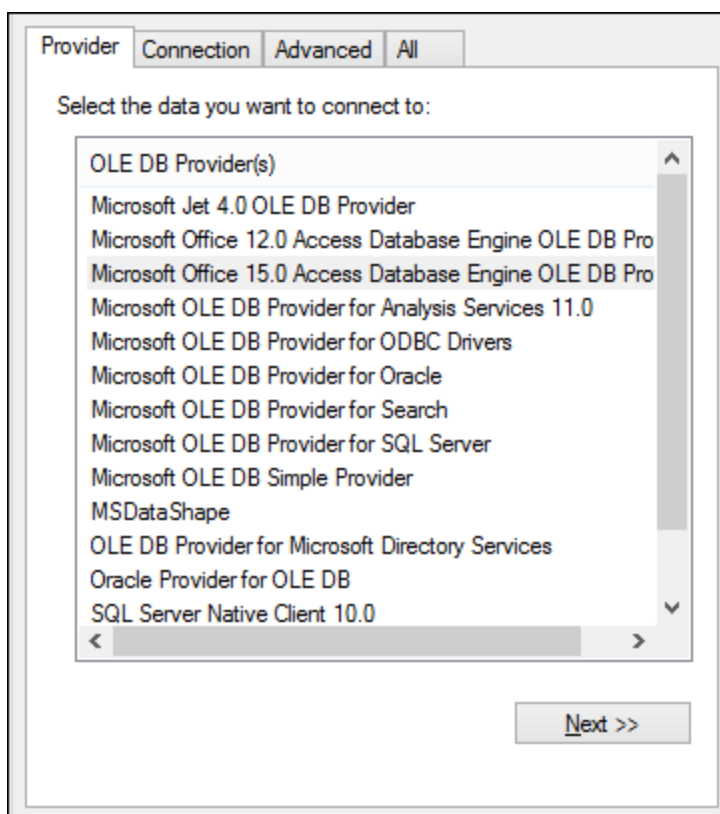 Provider Connection Advanced All
Select the data you want to connect to:
OLE DB Provider(s)
Microsoft Jet 4.0 OLE DB Provider
Microsoft Office 12.0 Access Database Engine OLE DB Pro
Microsoft Office 15.0 Access Database Engine OLE DB Pro
Microsoft OLE DB Provider for Analysis Services 11.0
Microsoft OLE DB Provider for ODBC Drivers
Microsoft OLE DB Provider for Oracle
Microsoft OLE DB Provider for Search
Microsoft OLE DB Provider for SQL Server
Microsoft OLE DB Simple Provider
MSDataShape
OLE DB Provider for Microsoft Directory Services
Oracle Provider for OLE DB
SQL Server Native Client 10.0
Next >>